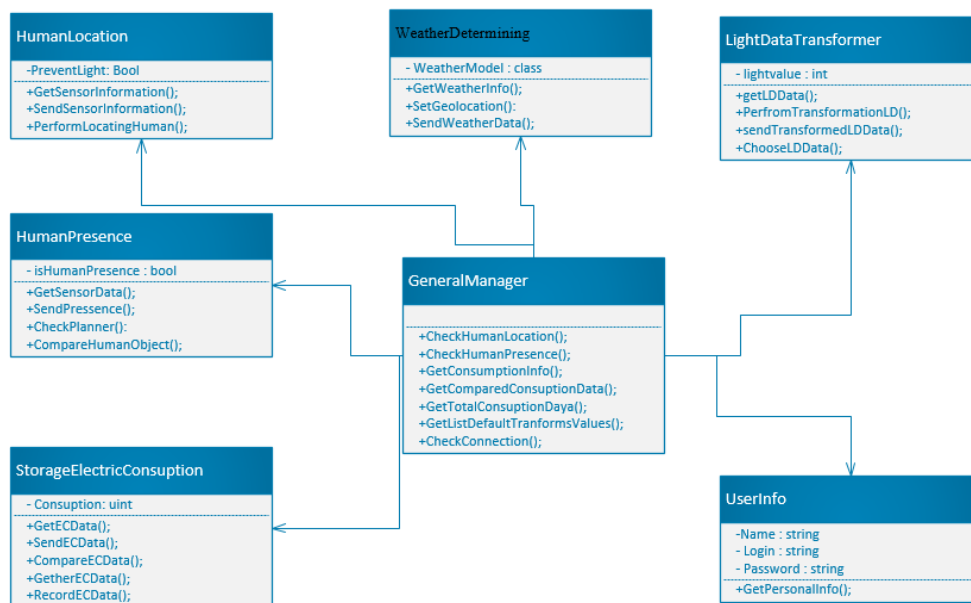 HumanLocation
-PreventLight: Bool
+GetSensorInformation();
+SendSensorInformation();
+PerformLocatingHuman();
WeatherDetermining
- WeatherModel : class
+GetWeatherInfo();
+SetGeolocation():
+SendWeatherData();
LightDataTransformer
- lightvalue : int
+getLDData();
+PerfromTransformationLD();
+sendTransformedLDData();
+ChooseLDData();
HumanPresence
- isHumanPresence : bool
+GetSensorData();
+SendPressence();
+CheckPlanner():
+CompareHumanObject();
GeneralManager
+CheckHumanLocation();
+CheckHumanPresence();
+GetConsumptionInfo();
+GetComparedConsuptionData();
+GetTotalConsuptionDaya();
+GetListDefaultTranformsValues();
+CheckConnection();
StorageElectricConsuption
- Consuption: uint
+GetECData();
+SendECData();
+CompareECData();
+GetherECData();
+RecordECData();
UserInfo
-Name : string
- Login : string
- Password : string
+GetPersonalInfo();